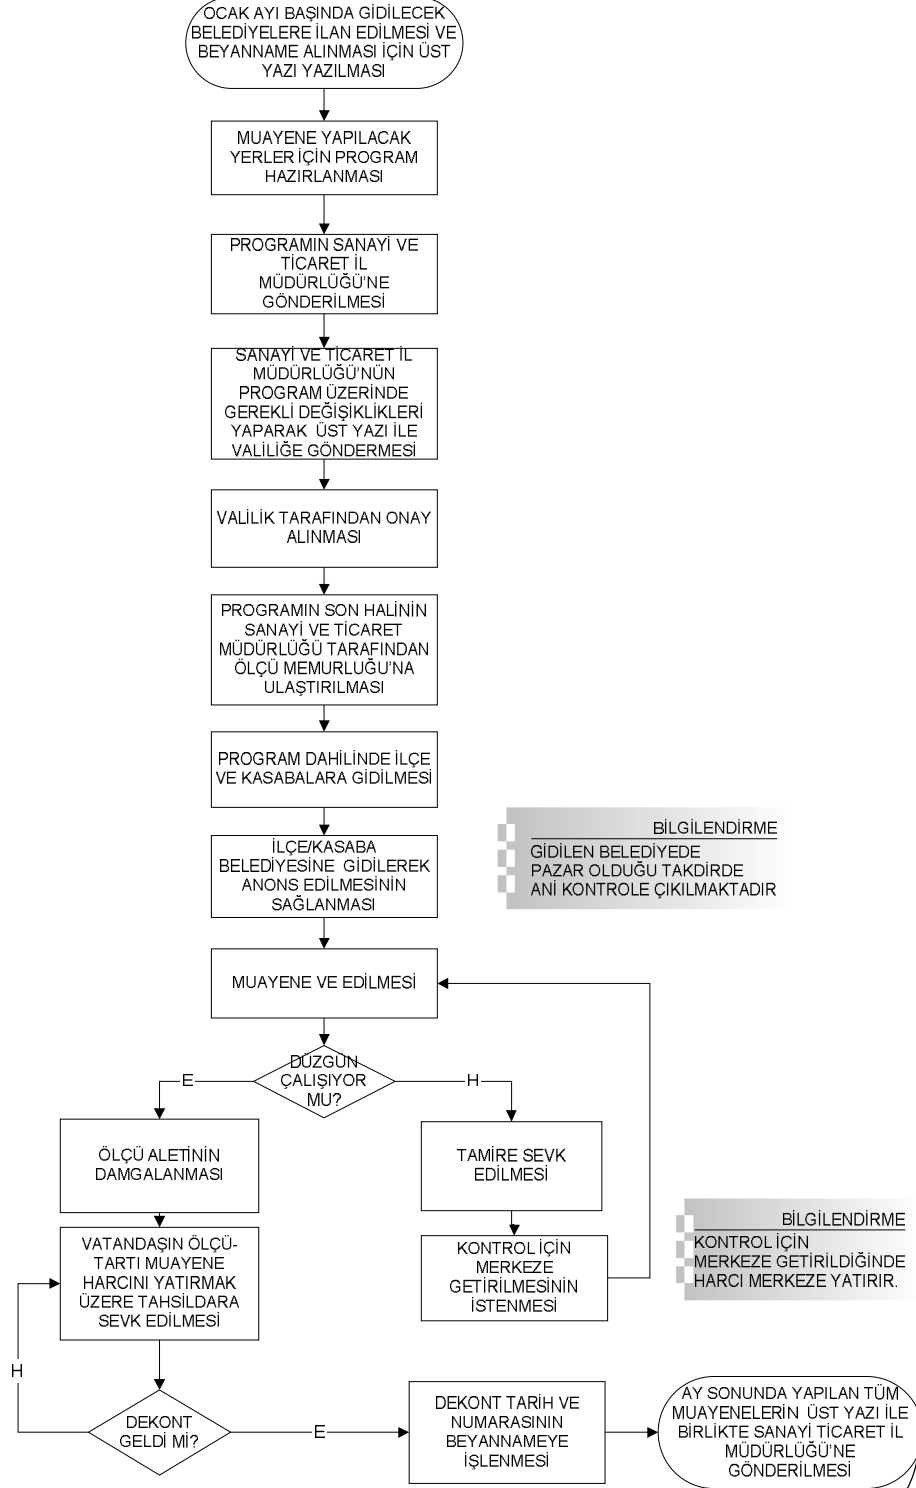 OCAK AYI BAŞINDA GİDİLECEK
BELEDİYELERE İLAN EDİLMESİ VE
BEYANNAME ALINMASI İÇİN ÜST
YAZI YAZILMASI
MUAYENE YAPILACAK
YERLER İÇİN PROGRAM
HAZIRLANMASI
PROGRAMIN SANAYİ VE
TİCARET İL
MÜDÜRLÜĞÜ'NE
GÖNDERİLMESİ
SANAYİ VE TİCARET İL
MÜDÜRLÜĞÜ'NÜN
PROGRAM ÜZERİNDE
GEREKLİ DEĞİŞİKLİKLERİ
YAPARAK ÜST YAZI İLE
VALİLİĞE GÖNDERMESİ
VALİLİK TARAFINDAN ONAY
ALINMASI
PROGRAMIN SON HALİNİN
SANAYİ VE TİCARET
MÜDÜRLÜĞÜ TARAFINDAN
ÖLÇÜ MEMURLUĞU'NA
ULAŞTIRILMASI
PROGRAM DAHİLİNDE İLÇE
VE KASABALARA GİDİLMESİ
İLÇE/KASABA
BELEDİYESİNE GİDİLEREK
ANONS EDİLMESİNİN
SAĞLANMASI
BİLGİLENDİRME
GİDİLEN BELEDİYEDE
PAZAR OLDUĞU TAKDİRDE
ANİ KONTROLE ÇIKILMAKTADIR
MUAYENE VE EDİLMESİ
DÜZGÜN
ÇALIŞIYOR
MU?
E
H
ÖLÇÜ ALETİNİN
DAMGALANMASI
TAMİRE SEVK
EDİLMESİ
VATANDAŞIN ÖLÇÜ-
TARTI MUAYENE
HARCINI YATIRMAK
ÜZERE TAHSİLDARA
SEVK EDİLMESİ
KONTROL İÇİN
MERKEZE
GETİRİLMESİNİN
İSTENMESİ
BİLGİLENDİRME
KONTROL İÇİN
MERKEZE GETİRİLDİĞİNDE
HARCI MERKEZE YATIRIR.
H
DEKONT
GELDİ Mİ?
E
DEKONT TARİH VE
NUMARASININ
BEYANNAMEYE
İŞLENMESİ
AY SONUNDA YAPILAN TÜM
MUAYENELERİN ÜST YAZI İLE
BİRLİKTE SANAYİ TİCARET İL
MÜDÜRLÜĞÜ'NE
GÖNDERİLMESİ